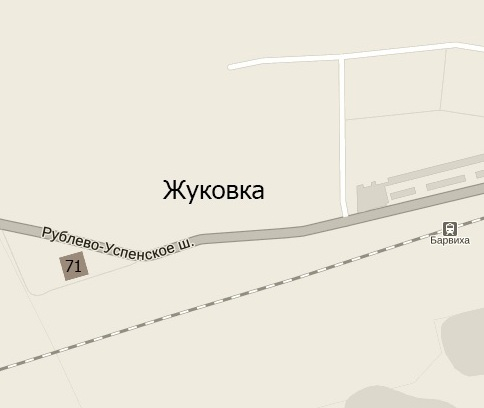 Жуковка
Рублево-Успенское ш.
Барвиха
71